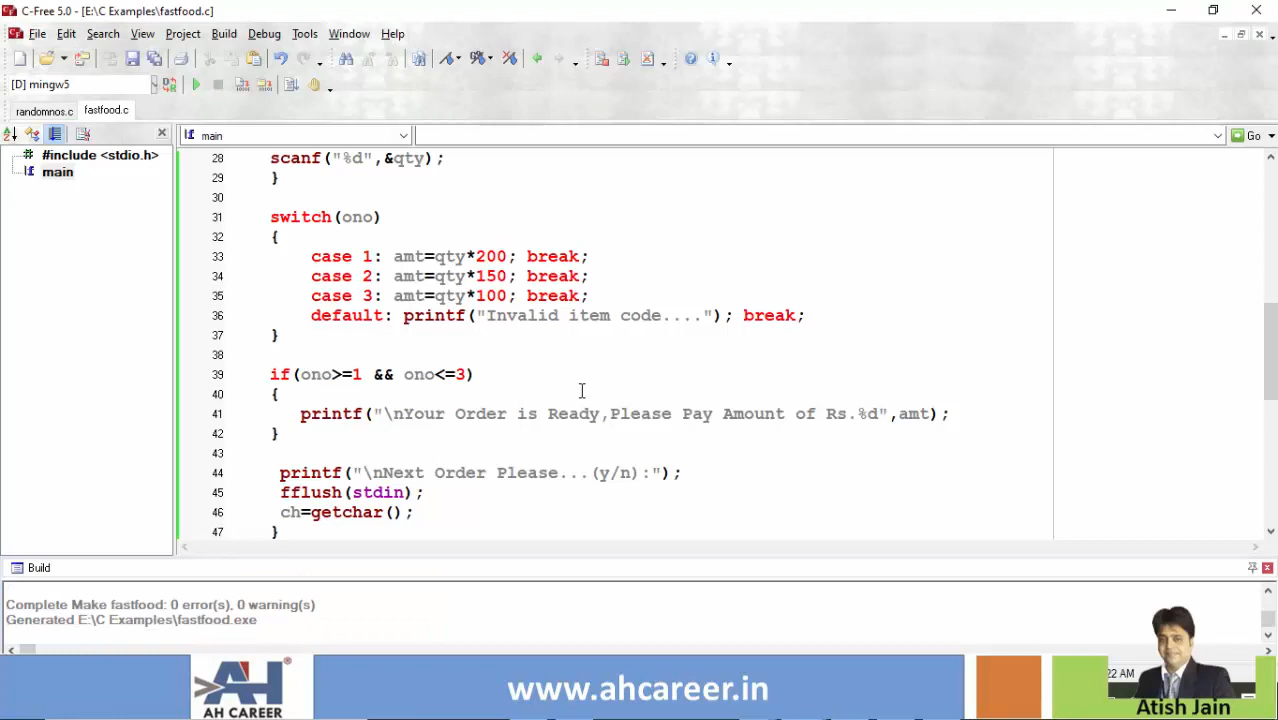 C-Free 5.0 - [E:\C Examples\fastfood.c]
File Edit Search View Project Build Debug Tools Window Help
[D] mingw5
randomnos.c fastfood.c
main
Go
#include <stdio.h>
main
28 scanf("%d",&qty);
29 }
30
31 switch(ono)
32 {
33 case 1: amt=qty*200; break;
34 case 2: amt=qty*150; break;
35 case 3: amt=qty*100; break;
36 default: printf("Invalid item code...."); break;
37 }
38
39 if(ono>=1 && ono<=3)
40 {
41 printf("\nYour Order is Ready,Please Pay Amount of Rs.%d",amt);
42 }
43
44 printf("\nNext Order Please...(y/n):");
45 fflush(stdin);
46 ch=getchar();
47 }
Build
Complete Make fastfood: 0 error(s), 0 warning(s)
Generated E:\C Examples\fastfood.exe
AH
AH CAREER
www.ahcareer.in
22 AM
Atish Jain